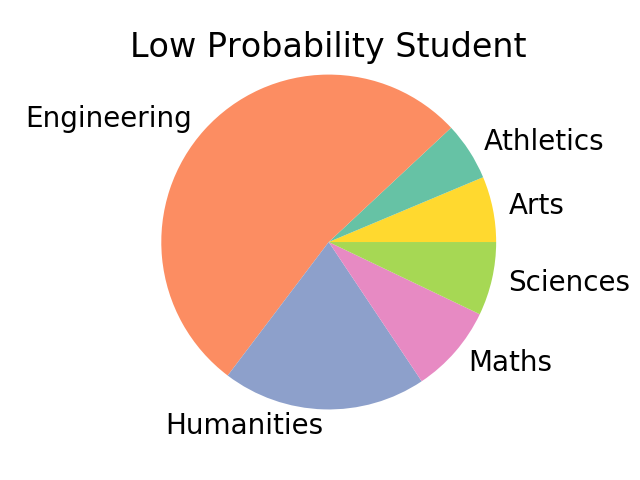 Low Probability Student
Engineering
Athletics
Arts
Sciences
Maths
Humanities